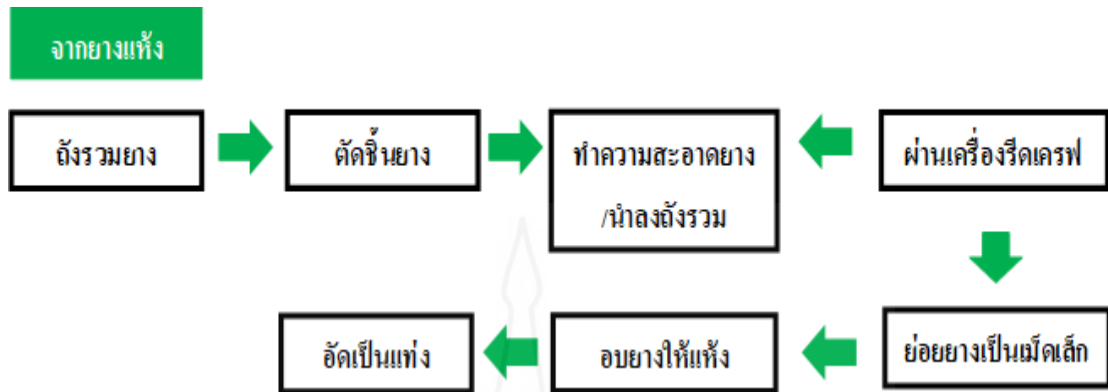 จากยางแห้ง
ถังรวมยาง
ตัดชิ้นยาง
ทำความสะอาดยาง
/นำลงถังรวม
ผ่านเครื่องรีดเครฟ
ย่อยยางเป็นเม็ดเล็ก
อบยางให้แห้ง
อัดเป็นแท่ง